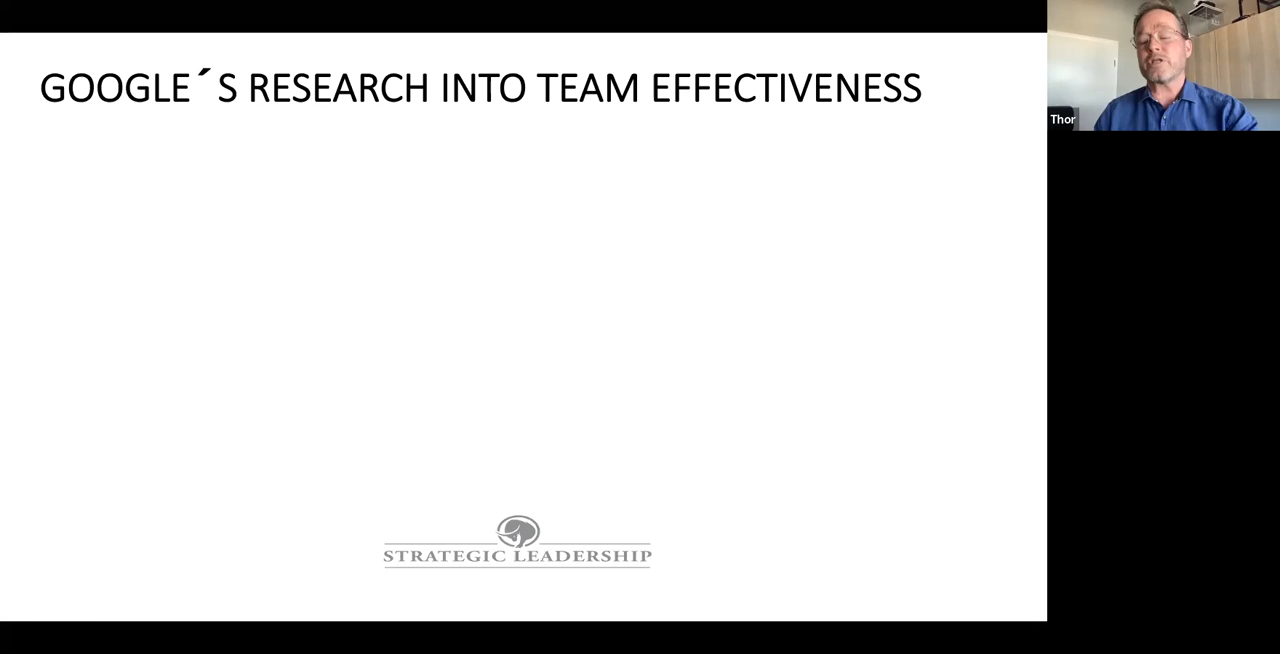 GOOGLE´S RESEARCH INTO TEAM EFFECTIVENESS
Thor
STRATEGIC LEADERSHIP